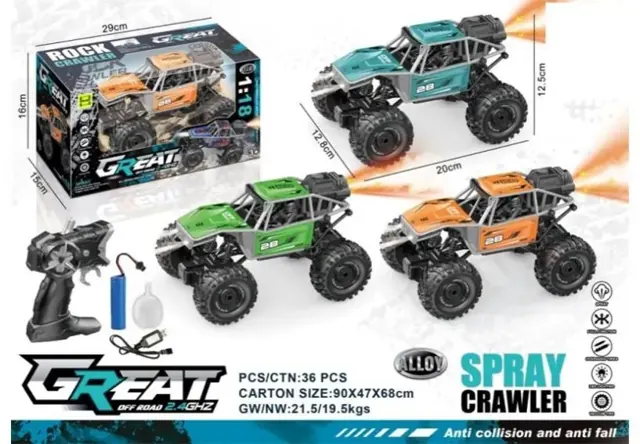 29cm
16cm
15cm
ROCK
CRAWLER
1:18
GREAT
28
12.5cm
12.8cm
20cm
28
28
GREAT
OFF ROAD 2.4GHZ
PCS/CTN:36 PCS
CARTON SIZE:90X47X68cm
GW/NW:21.5/19.5kgs
ALLOY
SPRAY
CRAWLER
Anti collision and anti fall